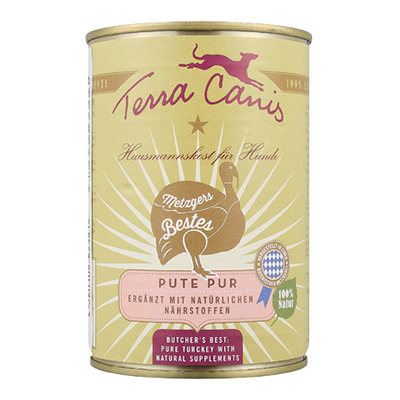 100% 
Terra Canis
Hausmannskost für Hunde
Metzgers
Bestes
PUTE PUR
ERGÄNZT MIT NATÜRLICHEN
NÄHRSTOFFEN
100%
Natur
BUTCHER'S BEST:
PURE TURCKEY WITH
NATURAL SUPPLEMENTS